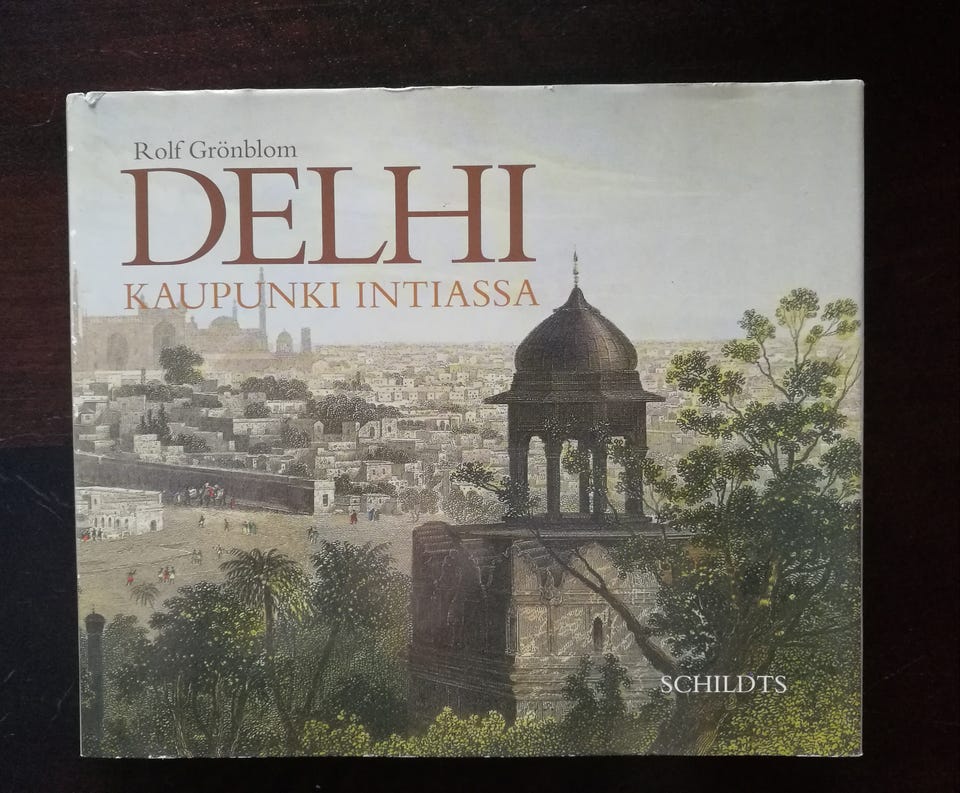 Rolf Grönblom
DELHI
KAUPUNKI INTIASSA
SCHILDTS